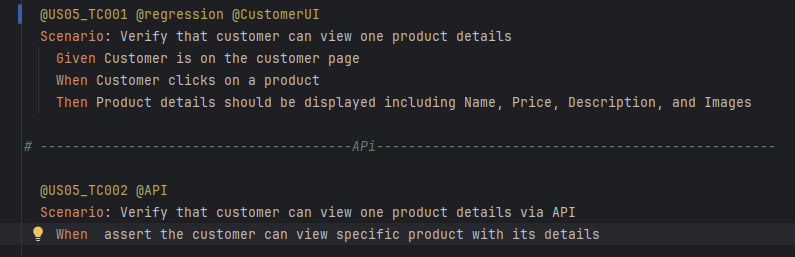 @US05_TC001 @regression @CustomerUI
Scenario: Verify that customer can view one product details
Given Customer is on the customer page
When Customer clicks on a product
Then Product details should be displayed including Name, Price, Description, and Images
# ---------------------------------------APi--------------------------------------------------
@US05_TC002 @API
Scenario: Verify that customer can view one product details via API
When  assert the customer can view specific product with its details